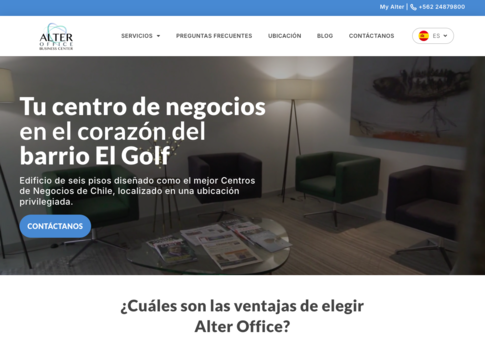 My Alter | +562 24879800
ALTER
OFFICE
BUSINESS CENTER
SERVICIOS
PREGUNTAS FRECUENTES
UBICACIÓN
BLOG
CONTÁCTANOS
ES
Tu centro de negocios
en el corazón del
barrio El Golf
Edificio de seis pisos diseñado como el mejor Centros
de Negocios de Chile, localizado en una ubicación
privilegiada.
CONTÁCTANOS
¿Cuáles son las ventajas de elegir
Alter Office?